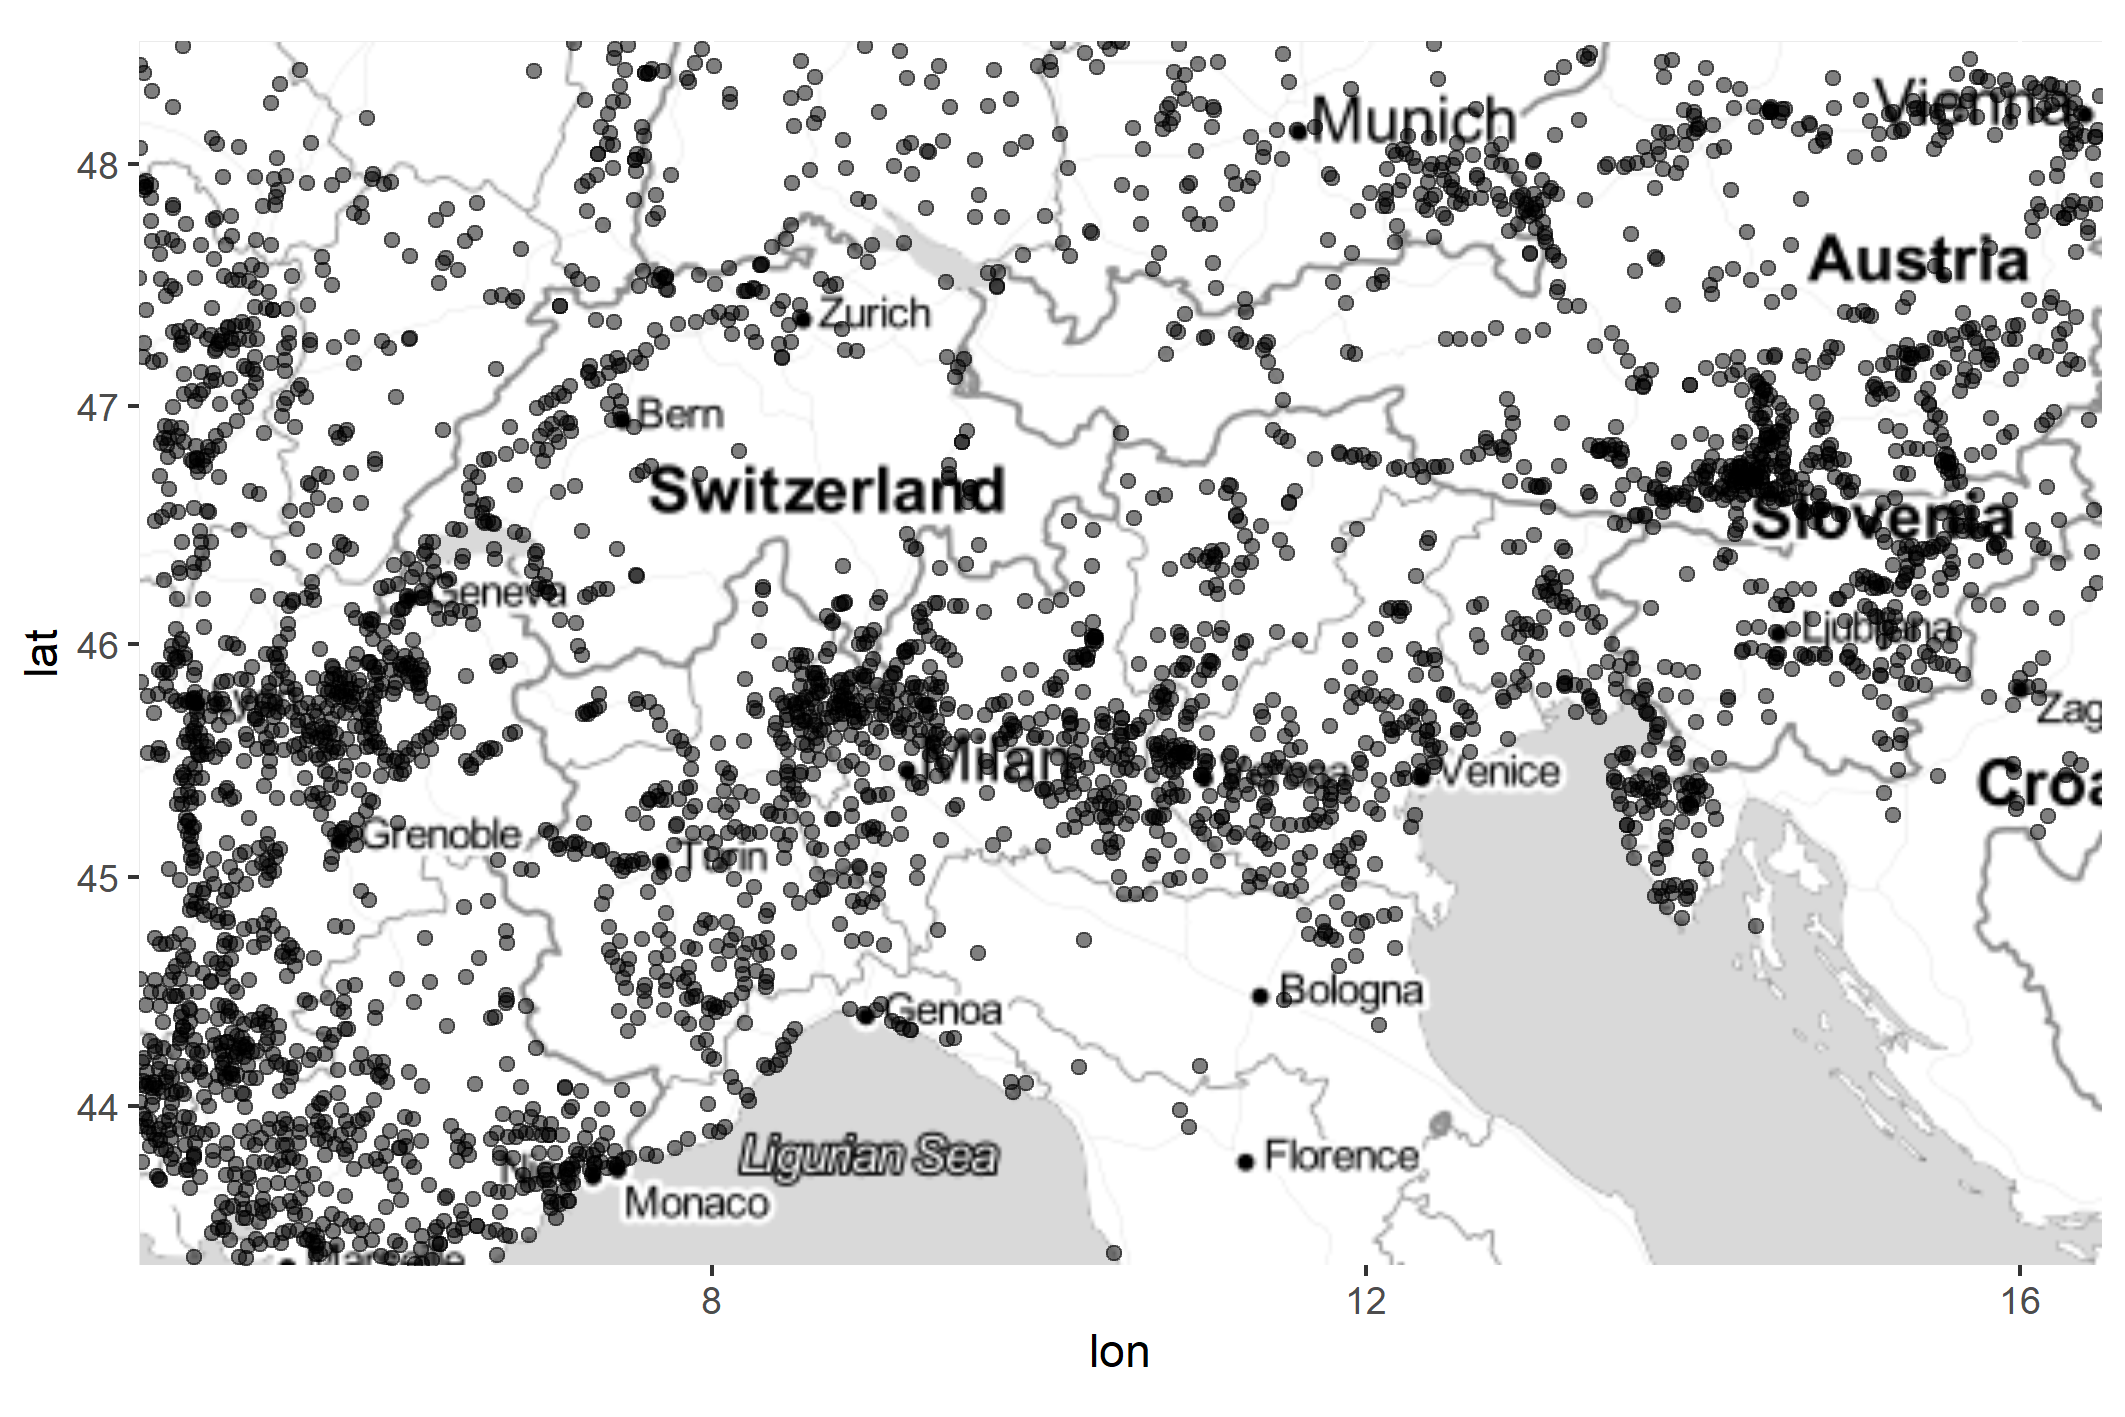 Munich
Vienna
48
Austria
Zurich
47
Bern
Switzerland
Slovenia
Geneva
Ljubljana
46
lat
Zag
Milan
Venice
Croa
Grenoble
Turin
45
Bologna
Genoa
44
Ligurian Sea
Florence
Monaco
Marseille
8
12
16
lon